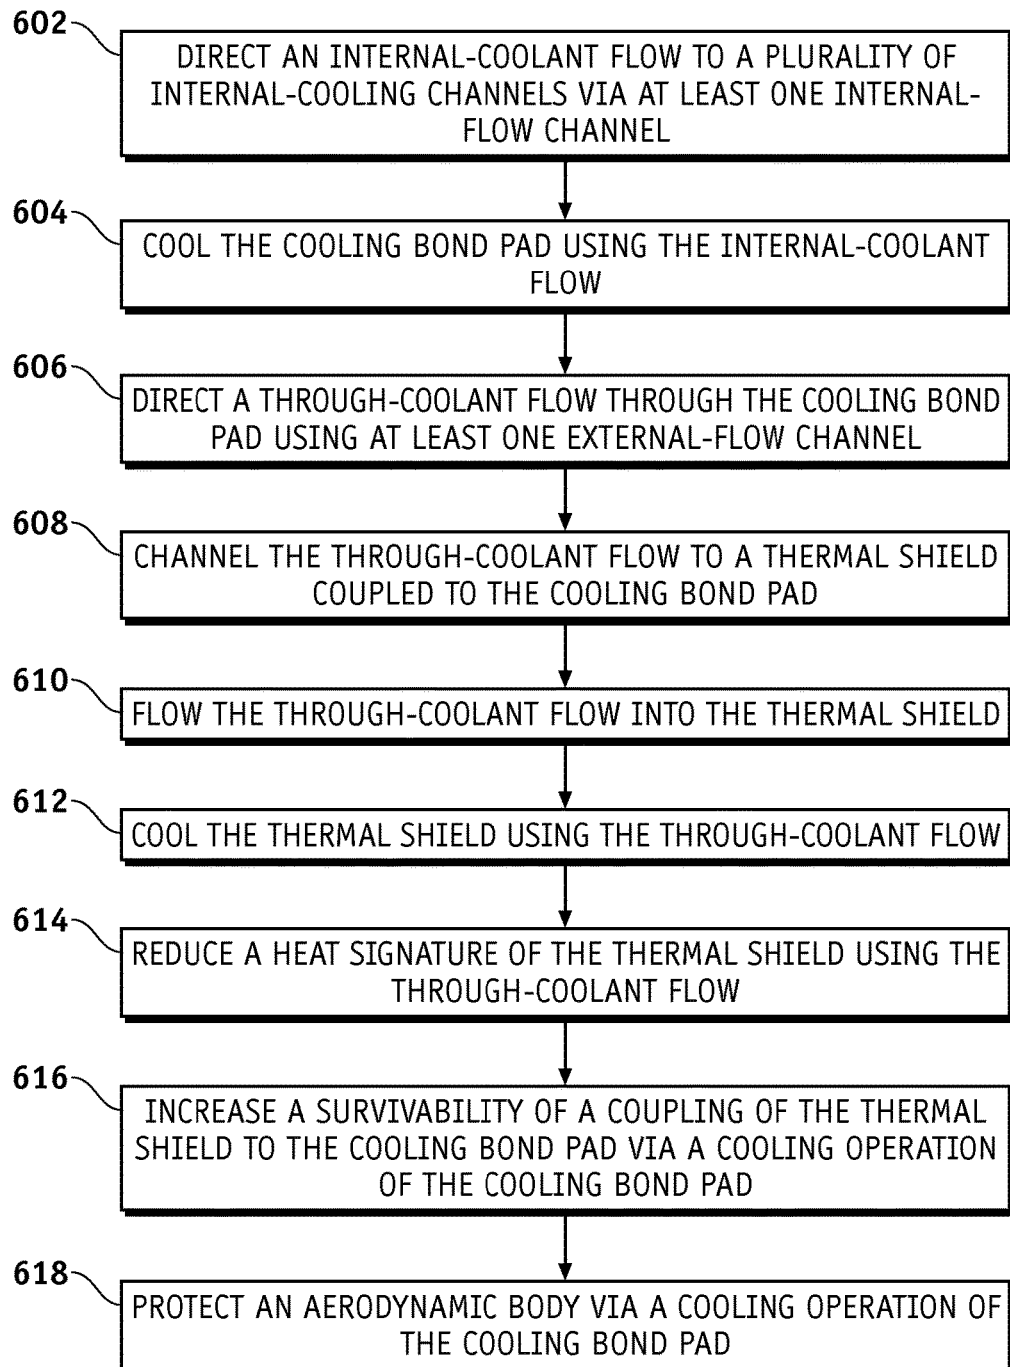 602
DIRECT AN INTERNAL-COOLANT FLOW TO A PLURALITY OF
INTERNAL-COOLING CHANNELS VIA AT LEAST ONE INTERNAL-
FLOW CHANNEL
604
COOL THE COOLING BOND PAD USING THE INTERNAL-COOLANT
FLOW
606
DIRECT A THROUGH-COOLANT FLOW THROUGH THE COOLING BOND
PAD USING AT LEAST ONE EXTERNAL-FLOW CHANNEL
608
CHANNEL THE THROUGH-COOLANT FLOW TO A THERMAL SHIELD
COUPLED TO THE COOLING BOND PAD
610
FLOW THE THROUGH-COOLANT FLOW INTO THE THERMAL SHIELD
612
COOL THE THERMAL SHIELD USING THE THROUGH-COOLANT FLOW
614
REDUCE A HEAT SIGNATURE OF THE THERMAL SHIELD USING THE
THROUGH-COOLANT FLOW
616
INCREASE A SURVIVABILITY OF A COUPLING OF THE THERMAL
SHIELD TO THE COOLING BOND PAD VIA A COOLING OPERATION
OF THE COOLING BOND PAD
618
PROTECT AN AERODYNAMIC BODY VIA A COOLING OPERATION OF
THE COOLING BOND PAD